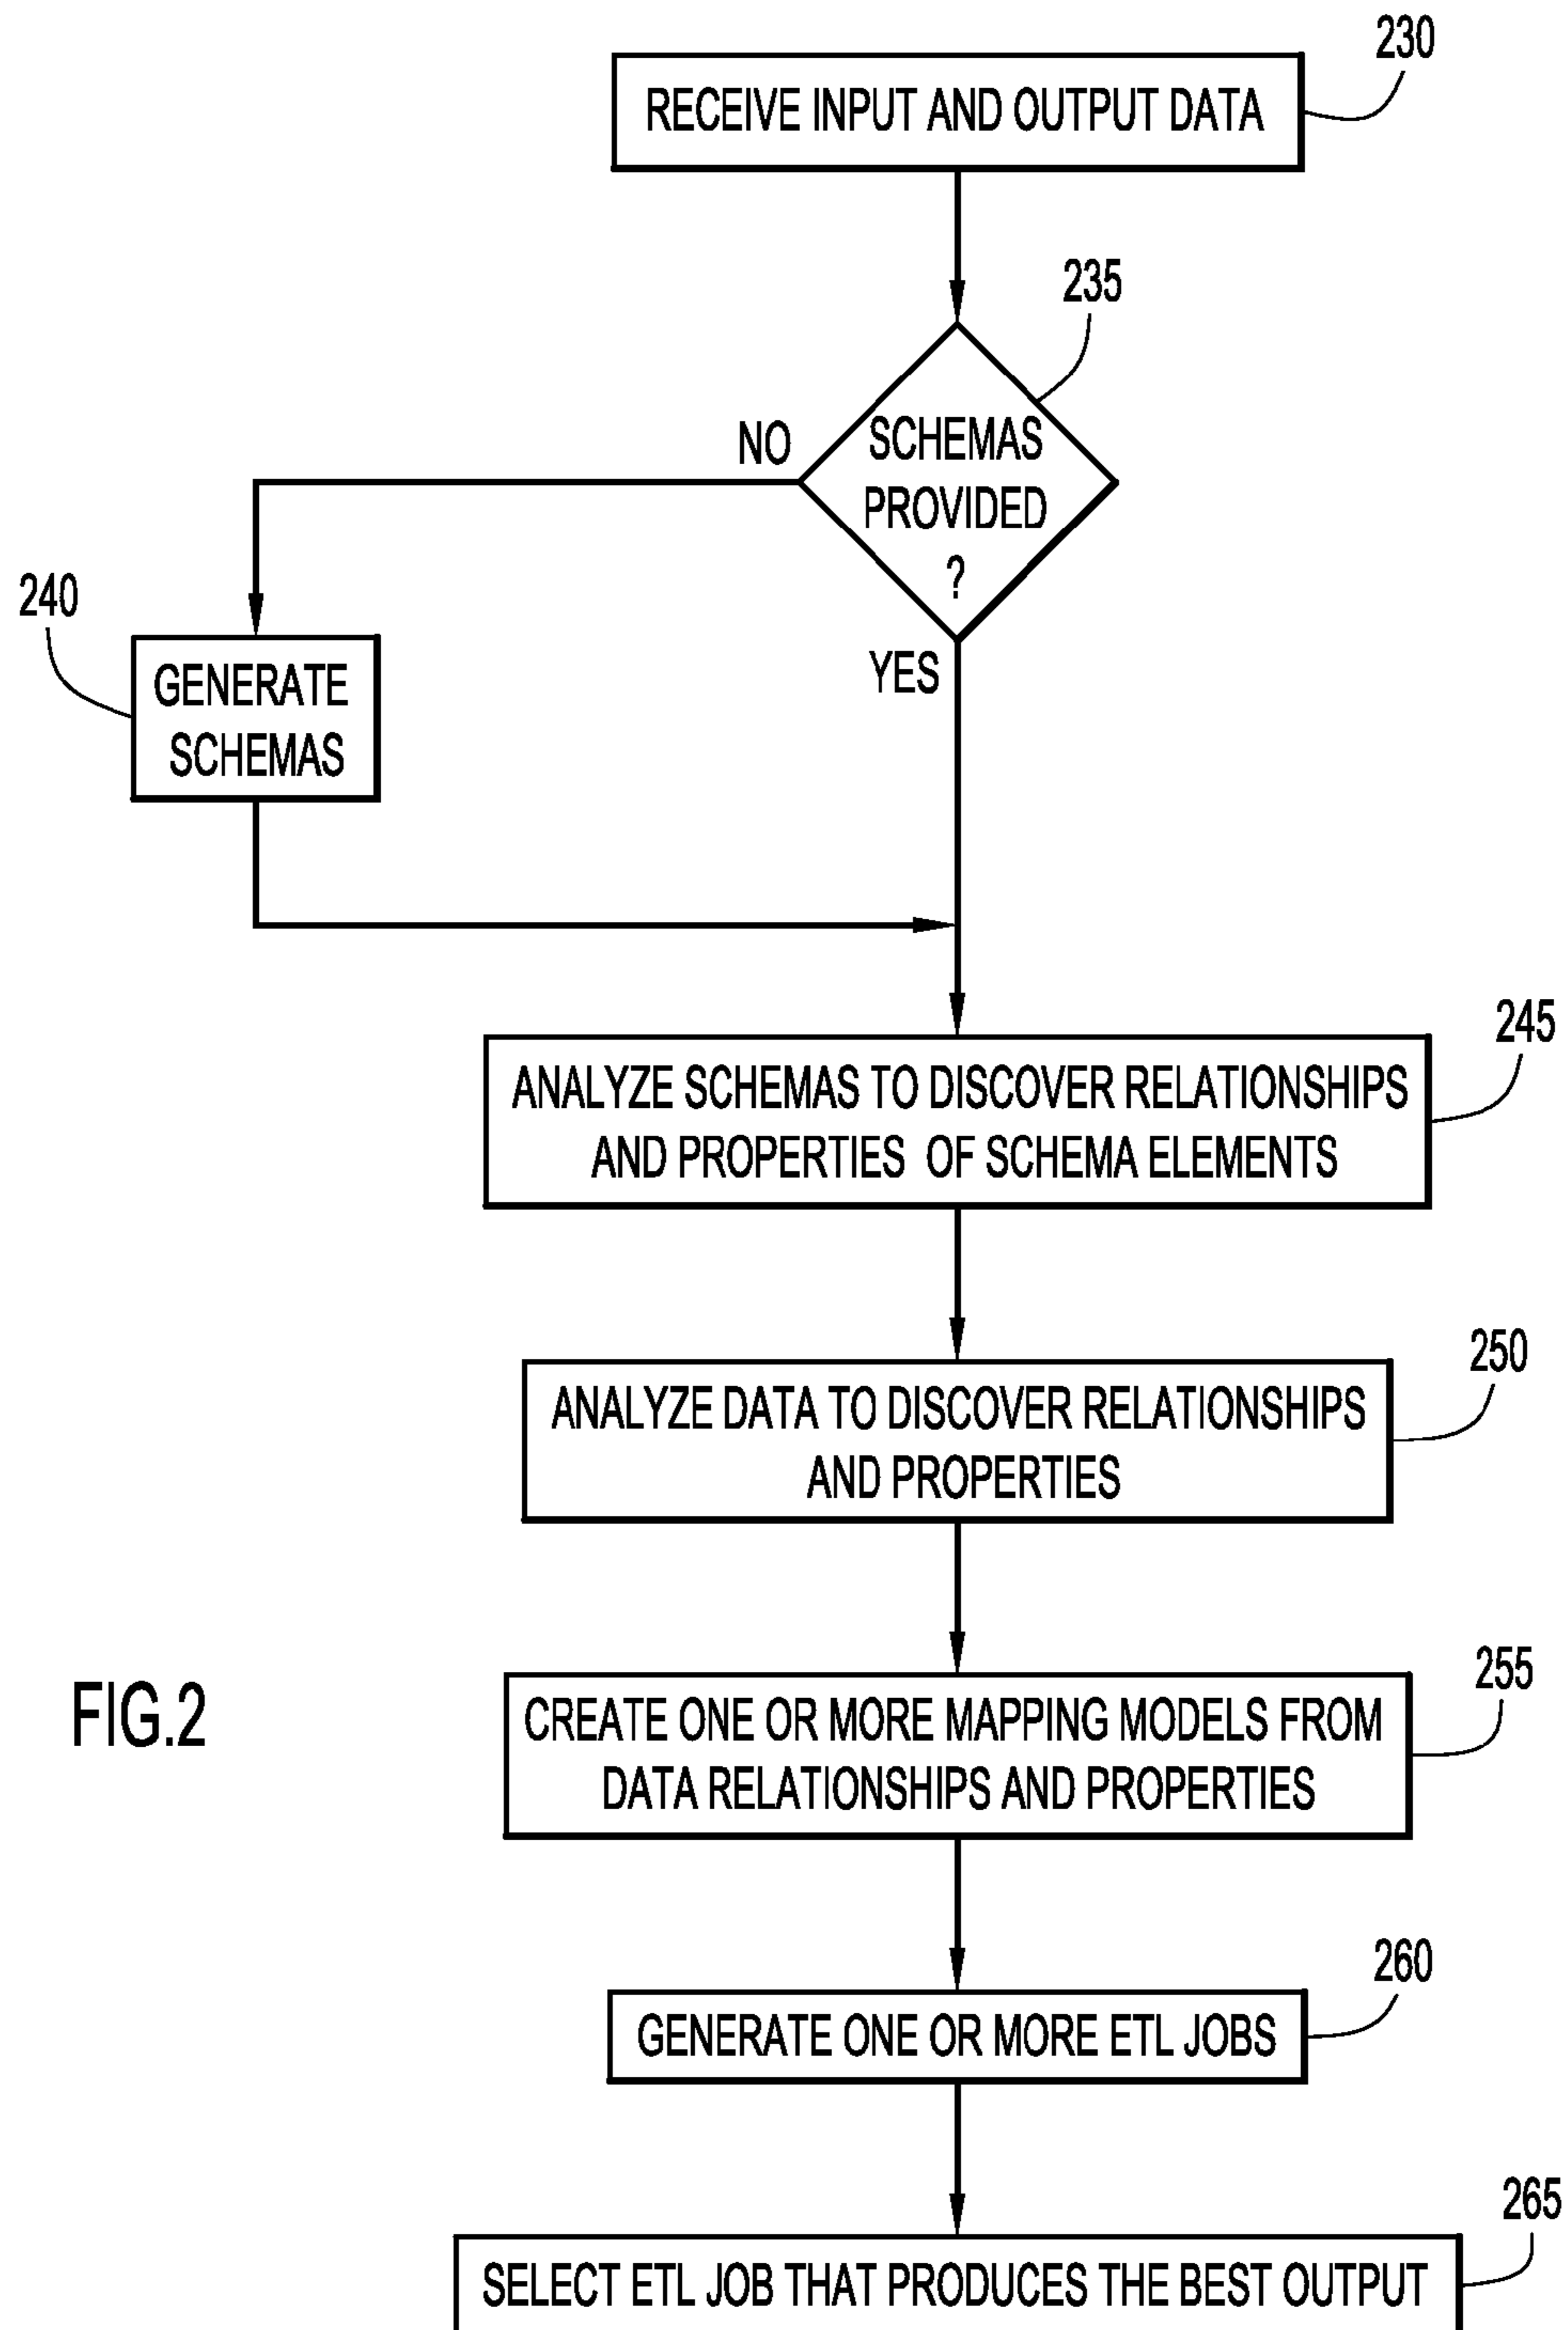 230
RECEIVE INPUT AND OUTPUT DATA
235
SCHEMAS
PROVIDED
?
NO
YES
240
GENERATE
SCHEMAS
245
ANALYZE SCHEMAS TO DISCOVER RELATIONSHIPS
AND PROPERTIES OF SCHEMA ELEMENTS
250
ANALYZE DATA TO DISCOVER RELATIONSHIPS
AND PROPERTIES
255
CREATE ONE OR MORE MAPPING MODELS FROM
DATA RELATIONSHIPS AND PROPERTIES
FIG.2
260
GENERATE ONE OR MORE ETL JOBS
265
SELECT ETL JOB THAT PRODUCES THE BEST OUTPUT